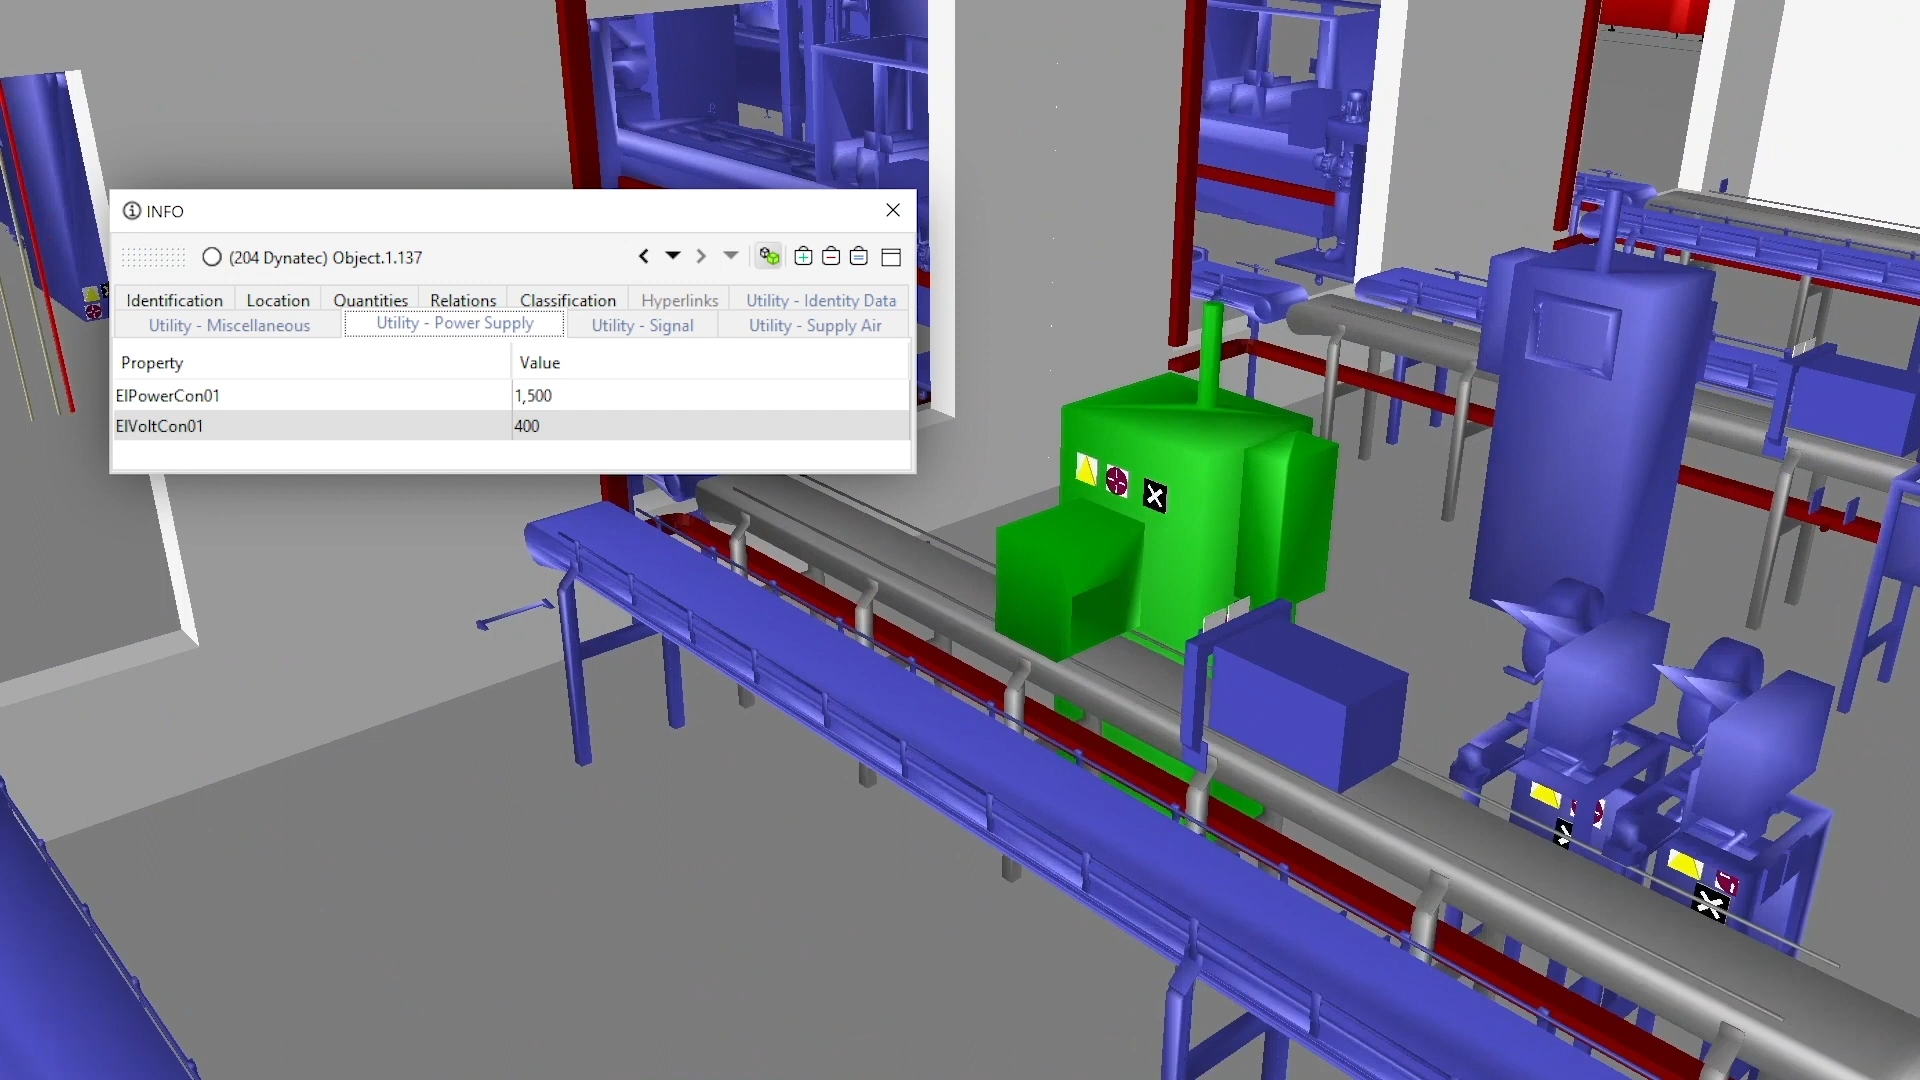 INFO
(204 Dynatec) Object.1.137
Identification Location Quantities Relations Classification Hyperlinks Utility - Identity Data
Utility - Miscellaneous Utility - Power Supply Utility - Signal Utility - Supply Air
Property Value
ElPowerCon01 1,500
ElVoltCon01 400